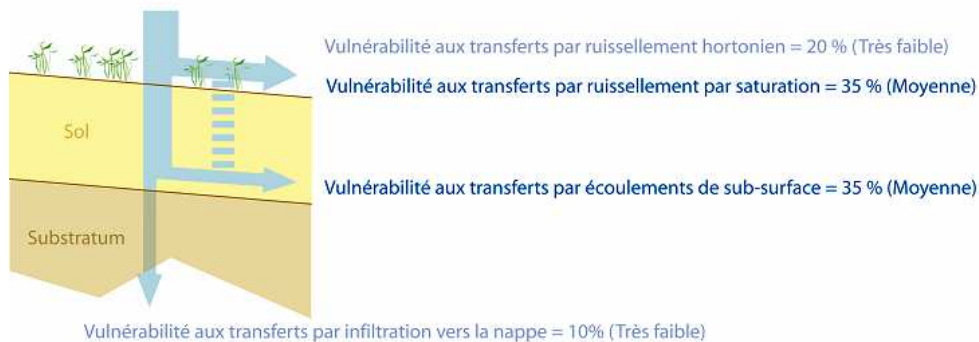 Vulnérabilité aux transferts par ruissellement hortonien = 20 % (Très faible)
Vulnérabilité aux transferts par ruissellement par saturation = 35 % (Moyenne)
Sol
Vulnérabilité aux transferts par écoulements de sub-surface = 35 % (Moyenne)
Substratum
Vulnérabilité aux transferts par infiltration vers la nappe = 10% (Très faible)